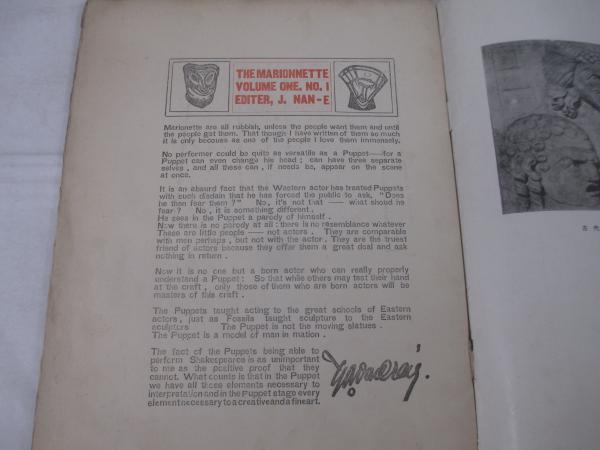 THE MARIONNETTE
VOLUME ONE. NO. I
EDITER, J. NAN-E
Marionette are all rubbish, unless the people want them and until
the people get them. That though I have written of them so much
it is only becoues as one of the people I love them immensely.
No performer could be quite as versatile as a Puppet—for a
Puppet can even change his head; can have three separate
selves, and all these can, if needs be, appear on the scene
at once.
It is an absurd fact that the Western actor has treated Puppets
with such disdain that he has forced the public to ask, "Does
he then fear them?" No, it's not that — what shoud he
fear? No, it is something different.
He sees in the Puppet a parody of himself.
Now there is no parody at all: there is no resemblance whatever
These are little people — not actors. They are comparable
with men perhaps, but not with the actor. They are the truest
friend of actors because they offer them a great deal and ask
nothing in return.
Now it is no one but a born actor who can really properly
understand a Puppet: So that while others may test their hand
at the craft, only those of them who are born actors will be
masters of this craft.
The Puppets taught acting to the great schools of Eastern
actors, just as Fossils taught sculpture to the Eastern
sculptors The Puppet is not the moving statues.
The Puppet is a model of man in mation.
The fact of the Puppets being able to
perform Shakespeares is as unimportant
to me as the positive proof that they
cannot. What counts is that in the Puppet
we have all those elements necessary to
interpretation and in the Puppet stage every
element necessary to a creative and a fine art.